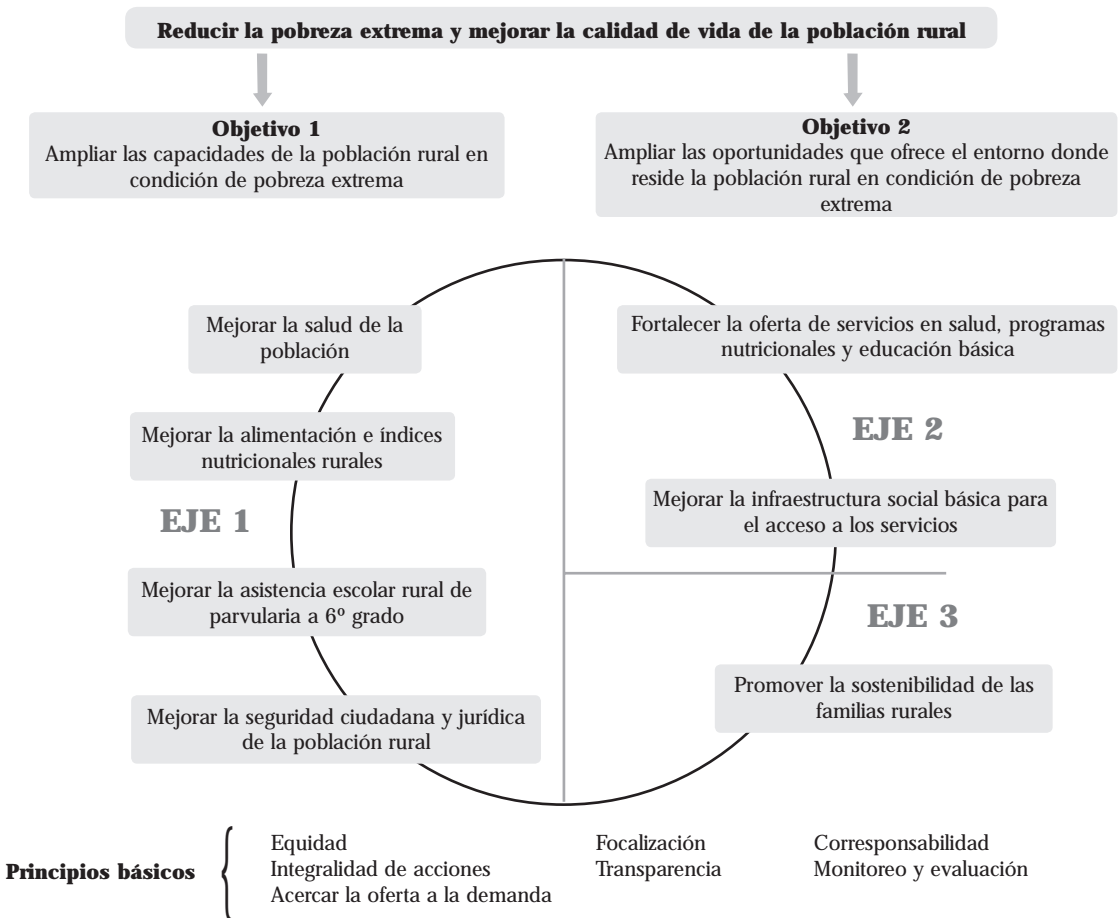 Reducir la pobreza extrema y mejorar la calidad de vida de la población rural
Objetivo 1
Ampliar las capacidades de la población rural en
condición de pobreza extrema
Objetivo 2
Ampliar las oportunidades que ofrece el entorno donde
reside la población rural en condición de pobreza
extrema
Mejorar la salud de la
población
Mejorar la alimentación e índices
nutricionales rurales
EJE 1
Mejorar la asistencia escolar rural de
parvularia a 6º grado
Mejorar la seguridad ciudadana y jurídica
de la población rural
Fortalecer la oferta de servicios en salud, programas
nutricionales y educación básica
EJE 2
Mejorar la infraestructura social básica para
el acceso a los servicios
EJE 3
Promover la sostenibilidad de las
familias rurales
Principios básicos
Equidad
Integralidad de acciones
Acercar la oferta a la demanda
Focalización
Transparencia
Corresponsabilidad
Monitoreo y evaluación